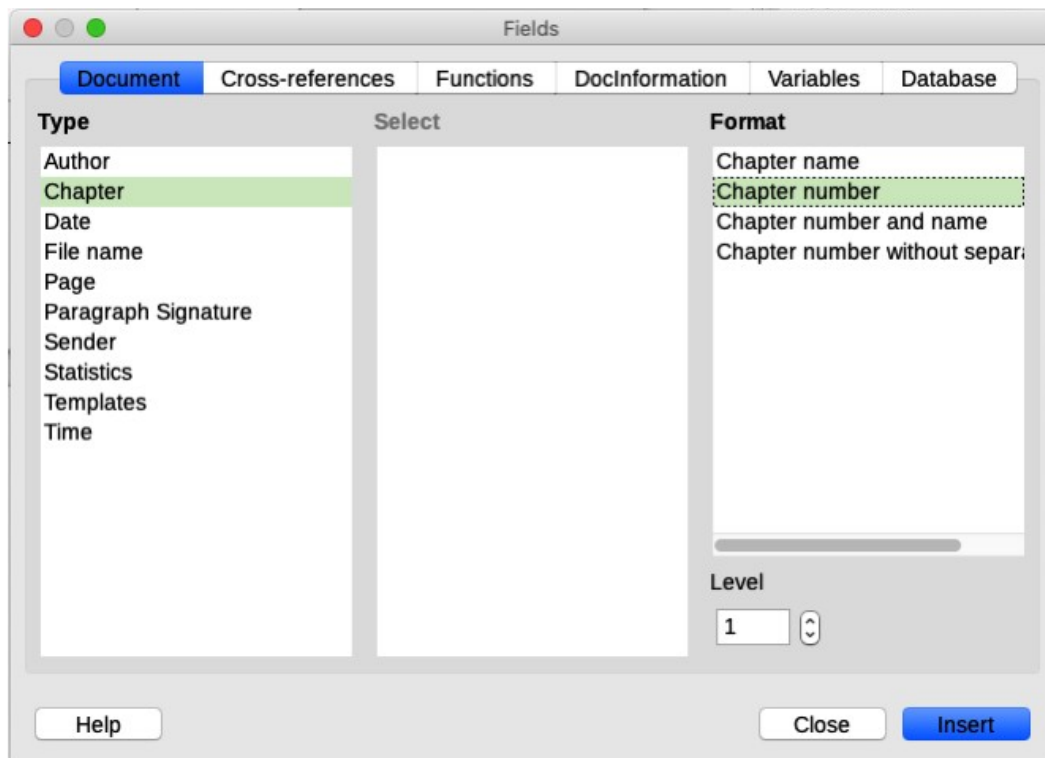 Fields
Document Cross-references Functions DocInformation Variables Database
Type
Author
Chapter
Date
File name
Page
Paragraph Signature
Sender
Statistics
Templates
Time
Select
Format
Chapter name
Chapter number
Chapter number and name
Chapter number without separa
Level
1
Help Close Insert